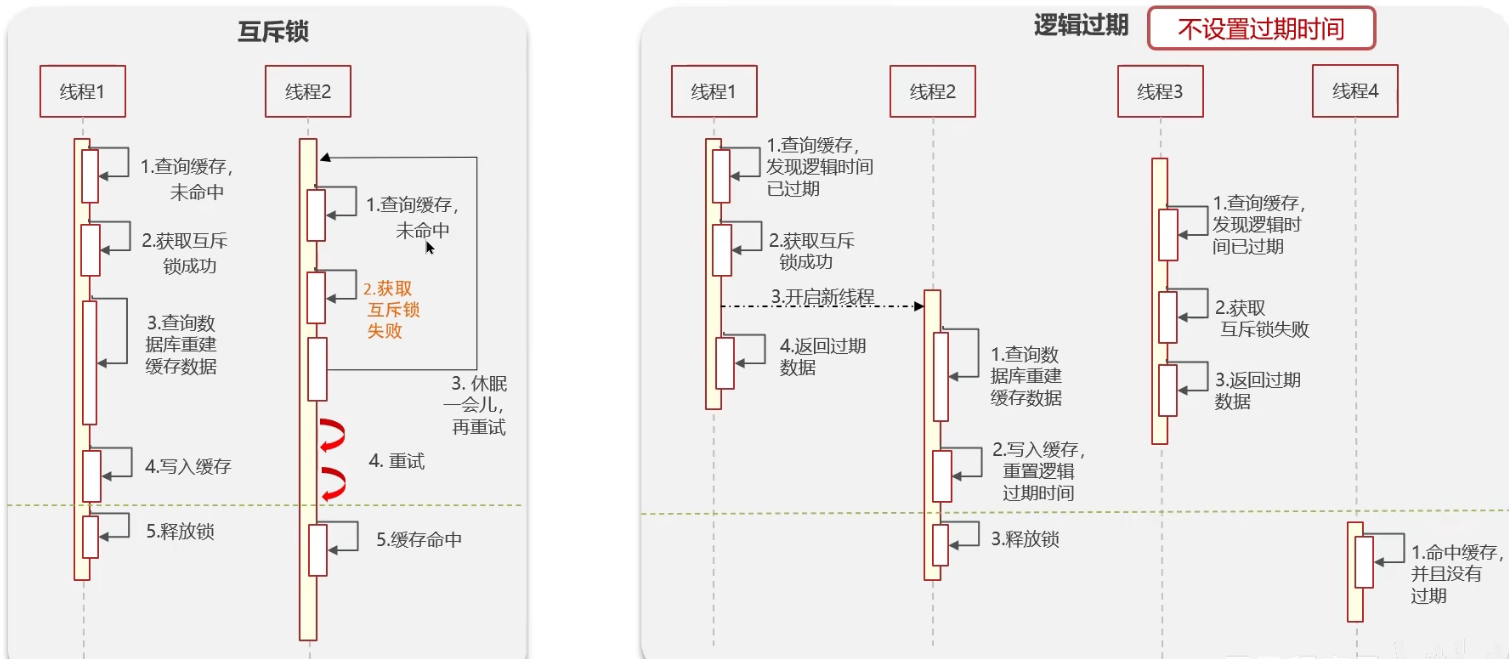 互斥锁
线程1
线程2
1.查询缓存，
未命中
2.获取互斥
锁成功
3.查询数
据库重建
缓存数据
4.写入缓存
5.释放锁
1.查询缓存，
未命中
2.获取
互斥锁
失败
3. 休眠
一会儿，
再重试
4. 重试
5.缓存命中
逻辑过期
不设置过期时间
线程1
线程2
线程3
线程4
1.查询缓存，
发现逻辑时间
已过期
2.获取互斥
锁成功
3.开启新线程
4.返回过期
数据
1.查询数
据库重建
缓存数据
2.写入缓存，
重置逻辑
过期时间
3.释放锁
1.查询缓存，
发现逻辑时
间已过期
2.获取
互斥锁失败
3.返回过期
数据
1.命中缓存，
并且没有
过期